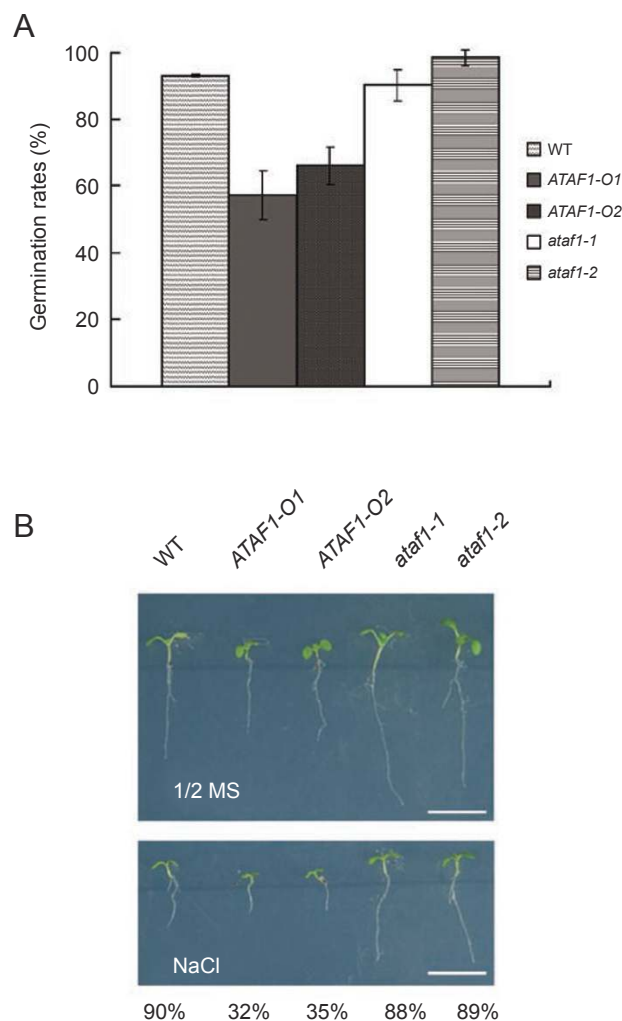 A
Germination rates (%)
100
80
60
40
20
0
WT
ATAF1-O1
ATAF1-O2
ataf1-1
ataf1-2
B
WT
ATAF1-O1
ATAF1-O2
ataf1-1
ataf1-2
1/2 MS
NaCl
90% 32% 35% 88% 89%